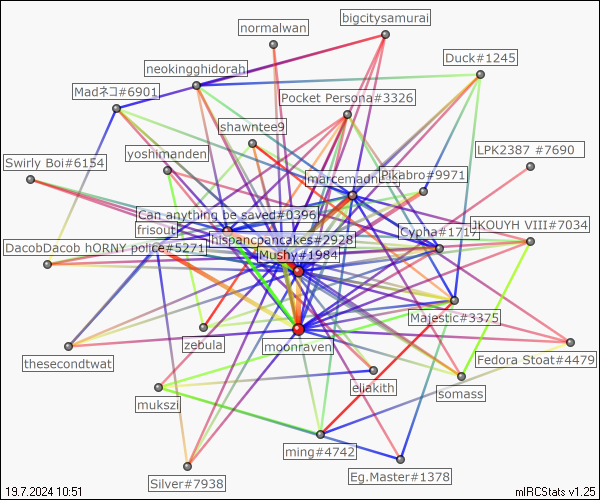 bigcitysamurai
normalwan
Duck#1245
neokingghidorah
Madネコ#6901
Pocket Persona#3326
shawntee9
LPK2387 #7690
yoshimanden
Swirly Boi#6154
Pikabro#9971
Can anything be saved#0396
JKOUYH VIII#7034
frisout
Cypha#1717
hispancpancakes#2928
DacobDacob hORNY police#5271
Mushy#1984
Majestic#3375
zebula
moonraven
Fedora Stoat#4479
thesecondtwat
eliakith
somass
mukszi
ming#4742
Eg.Master#1378
Silver#7938
19.7.2024 10:51
mIRCStats v1.25